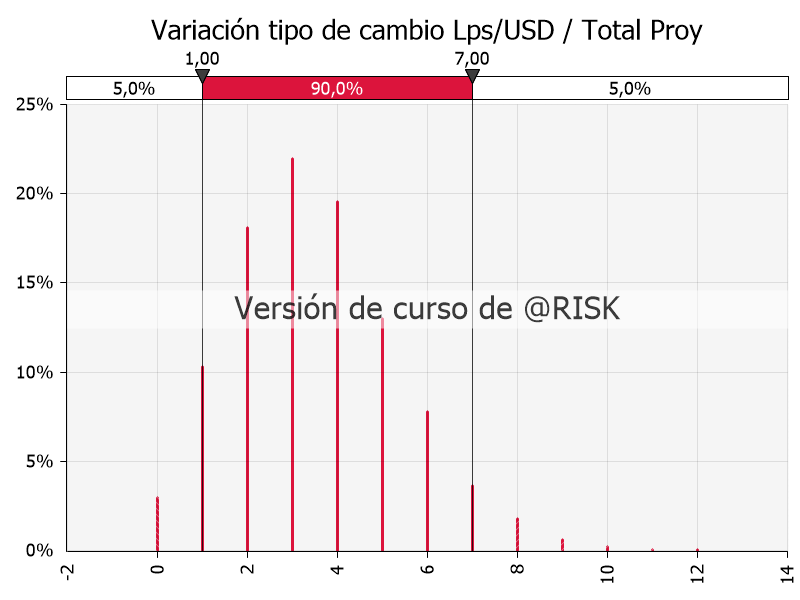 Variación tipo de cambio Lps/USD / Total Proy
1,00 7,00
5,0% 90,0% 5,0%
25%
20%
15%
Versión de curso de @RISK
10%
5%
0%
-2 0 2 4 6 8 10 12 14